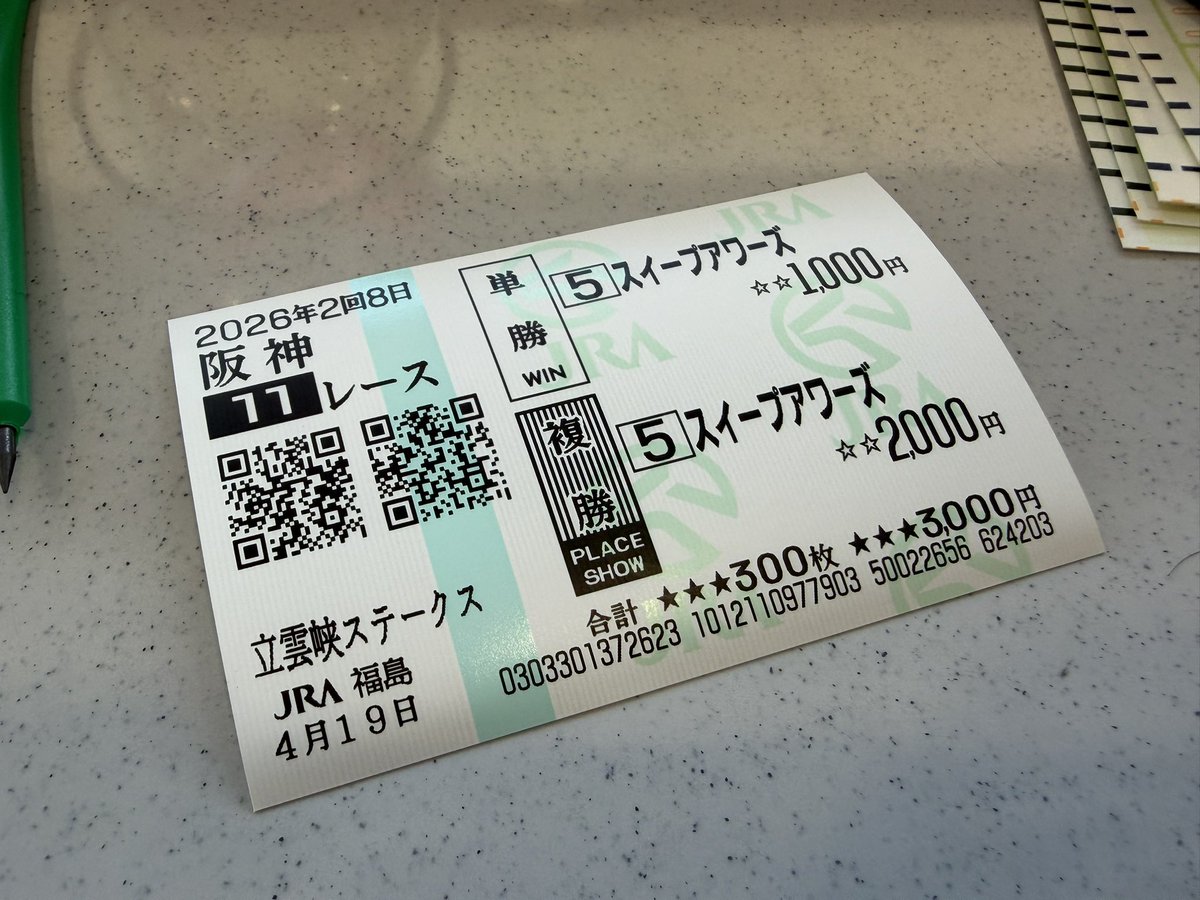 2026年2回8日
阪神
11レース
立雲峡ステークス
JRA 福島
4月19日
単勝
WIN
5 スイープアワーズ
☆☆1,000円
複勝
PLACE
SHOW
5 スイープアワーズ
☆☆2,000円
合計 ★★★300枚 ★★★3,000円
0303301372623 1012110977903 50022656 624203
JRA
JRA
JRA